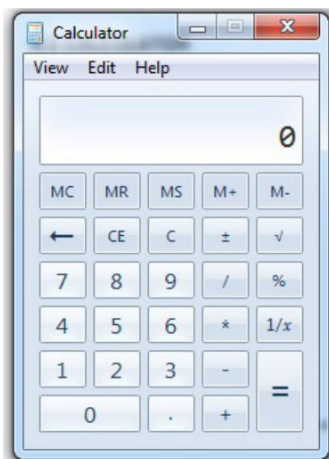 Calculator
View Edit Help
0
MC MR MS M+ M-
← CE C ± √
7 8 9 / %
4 5 6 * 1/x
1 2 3 - =
0 . +